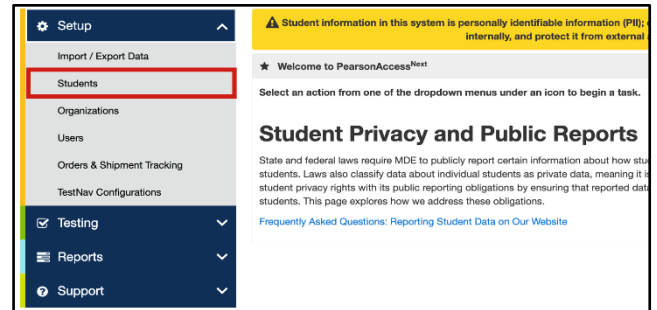 Setup
Import / Export Data
Students
Organizations
Users
Orders & Shipment Tracking
TestNav Configurations
Testing
Reports
Support
Student information in this system is personally identifiable information (PII);
internally, and protect it from external
Welcome to PearsonAccessNext
Select an action from one of the dropdown menus under an icon to begin a task.
Student Privacy and Public Reports
State and federal laws require MDE to publicly report certain information about how
students. Laws also classify data about individual students as private data, meaning it
student privacy rights with its public reporting obligations by ensuring that reported
students. This page explores how we address these obligations.
Frequently Asked Questions: Reporting Student Data on Our Website